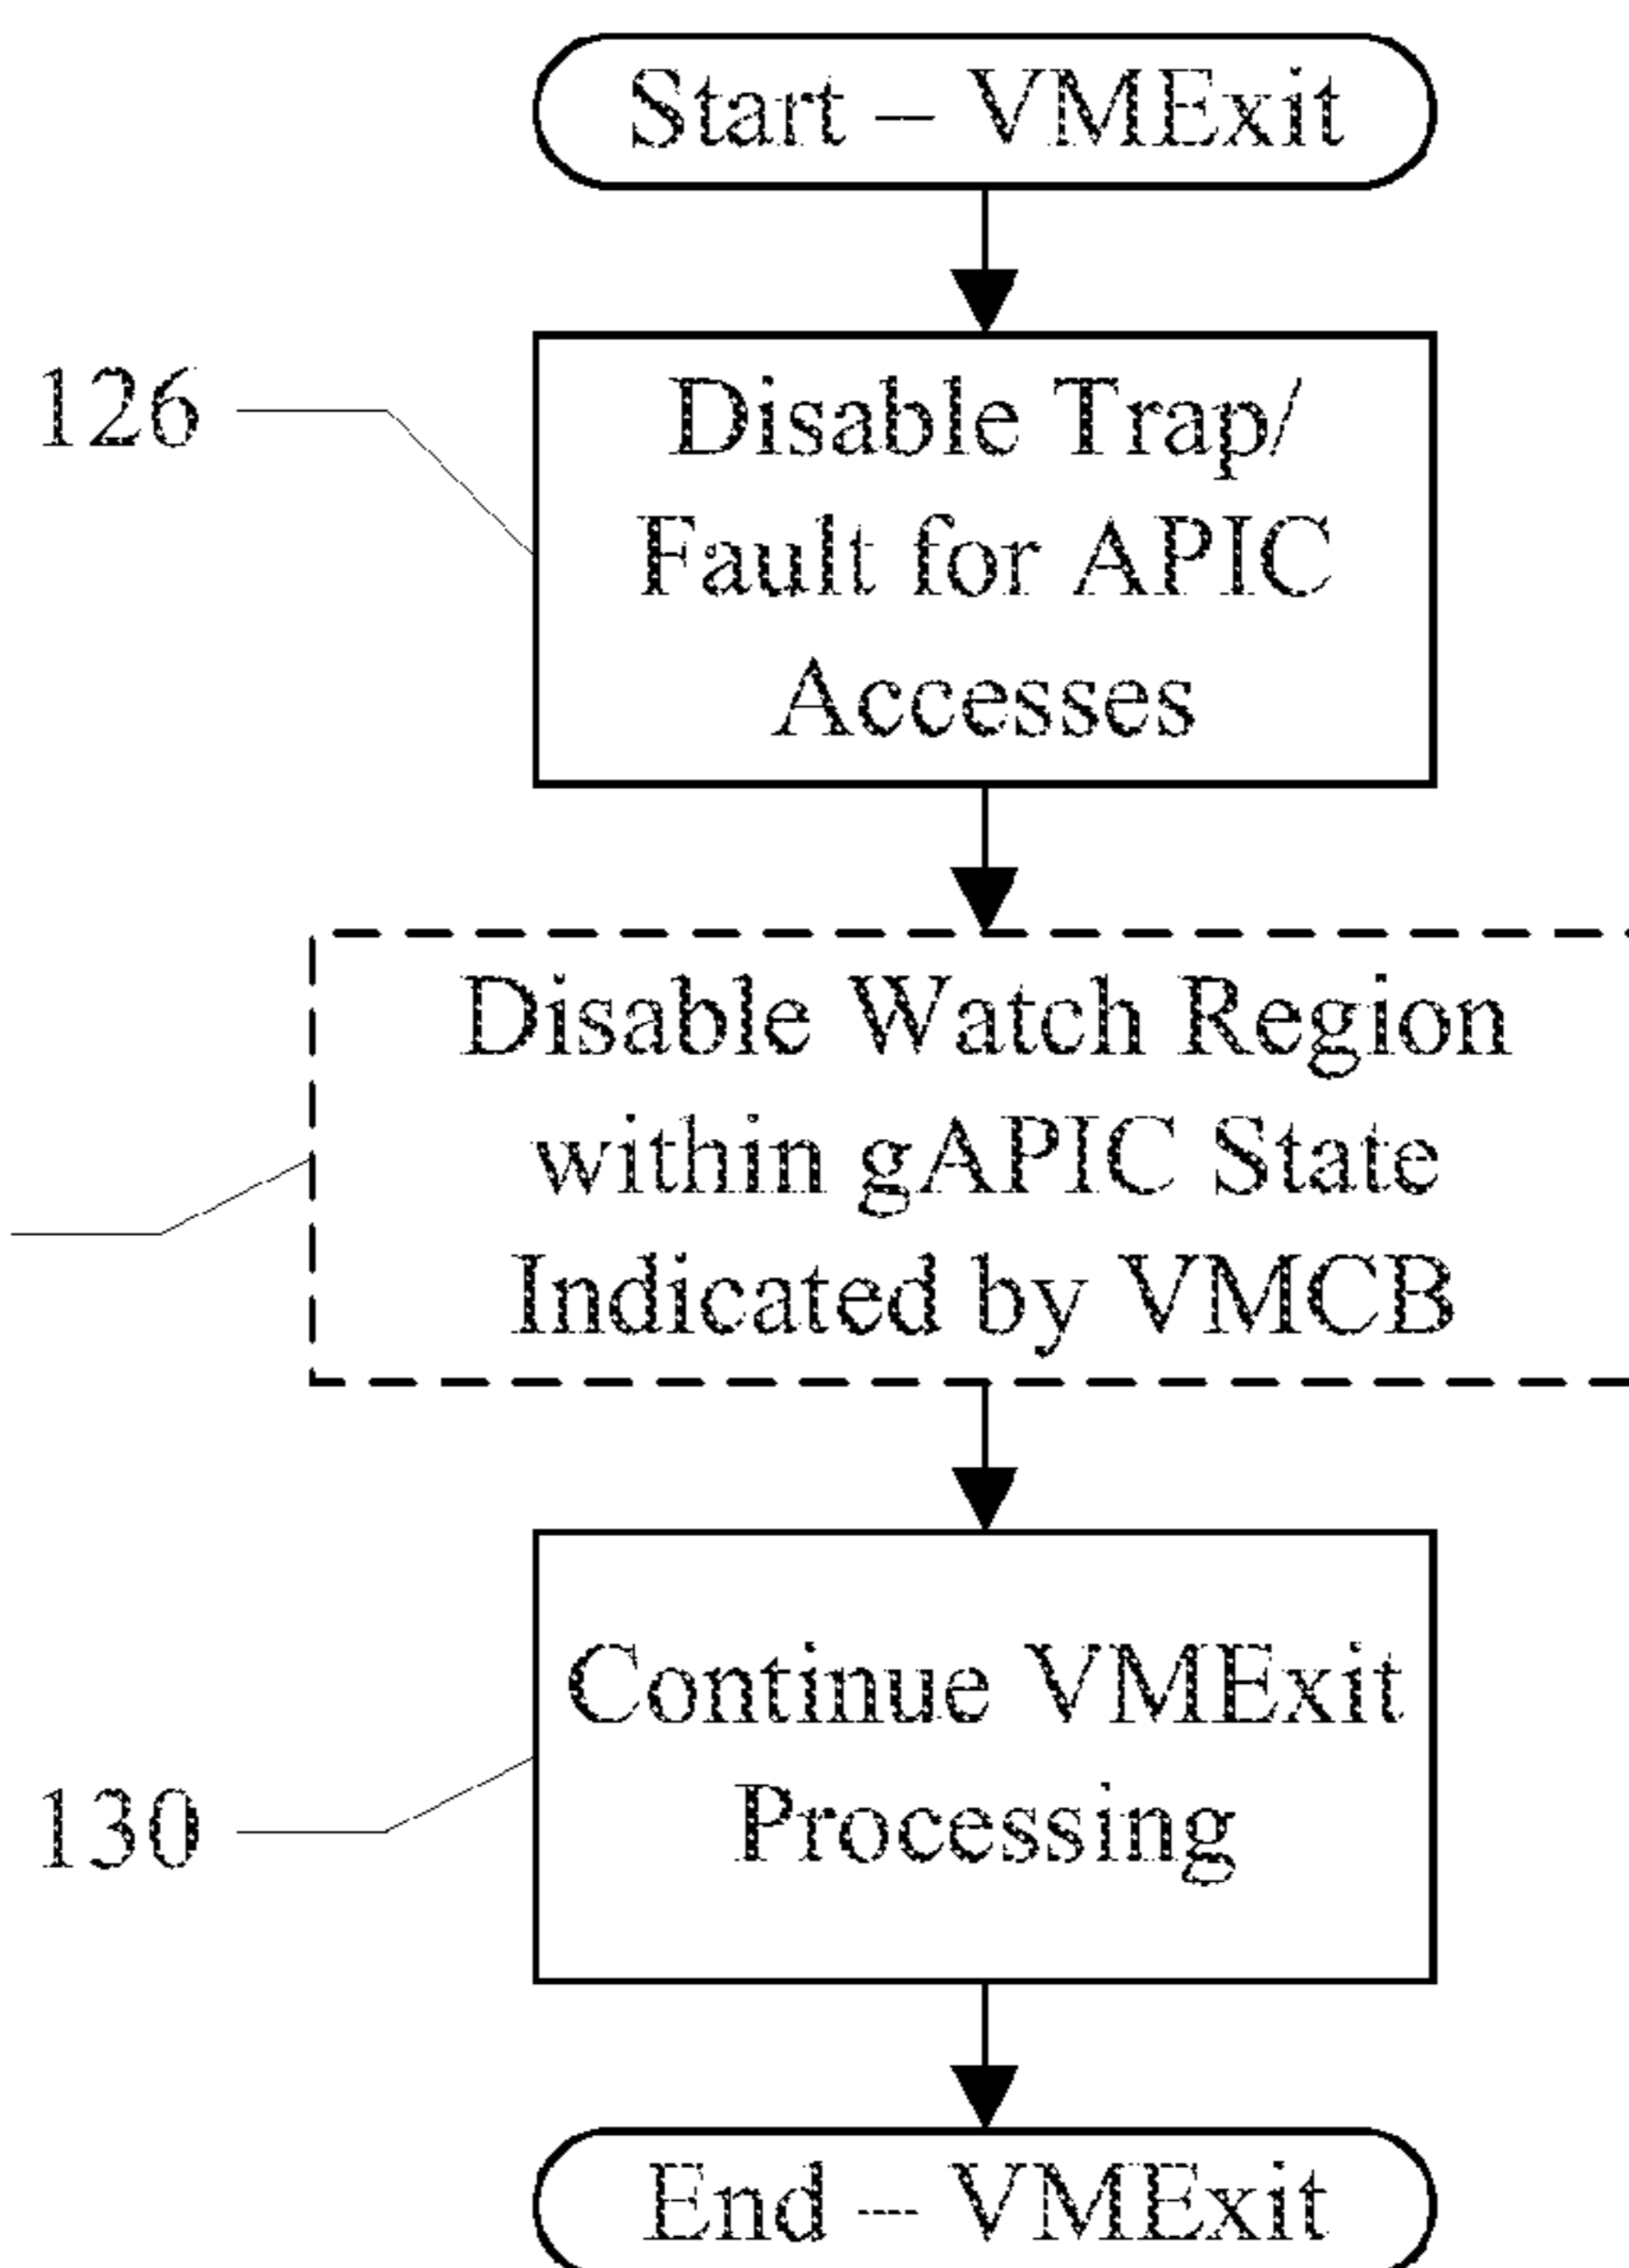 Start – VMExit
126
Disable Trap/
Fault for APIC
Accesses
Disable Watch Region
within gAPIC State
Indicated by VMCB
Continue VMExit
130
Processing
End – VMExit